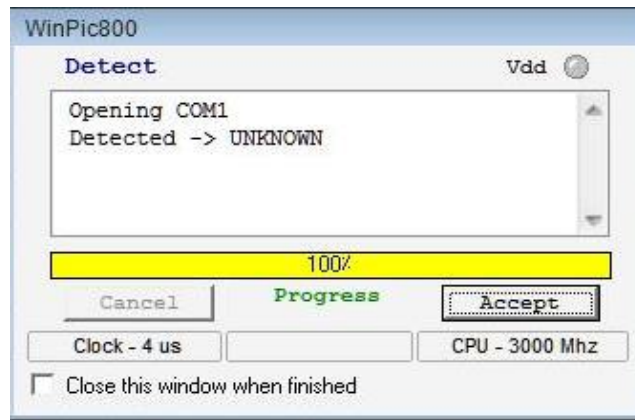 WinPic800
Detect Vdd
Opening COM1
Detected -> UNKNOWN
100%
Cancel Progress Accept
Clock - 4 us CPU - 3000 Mhz
Close this window when finished